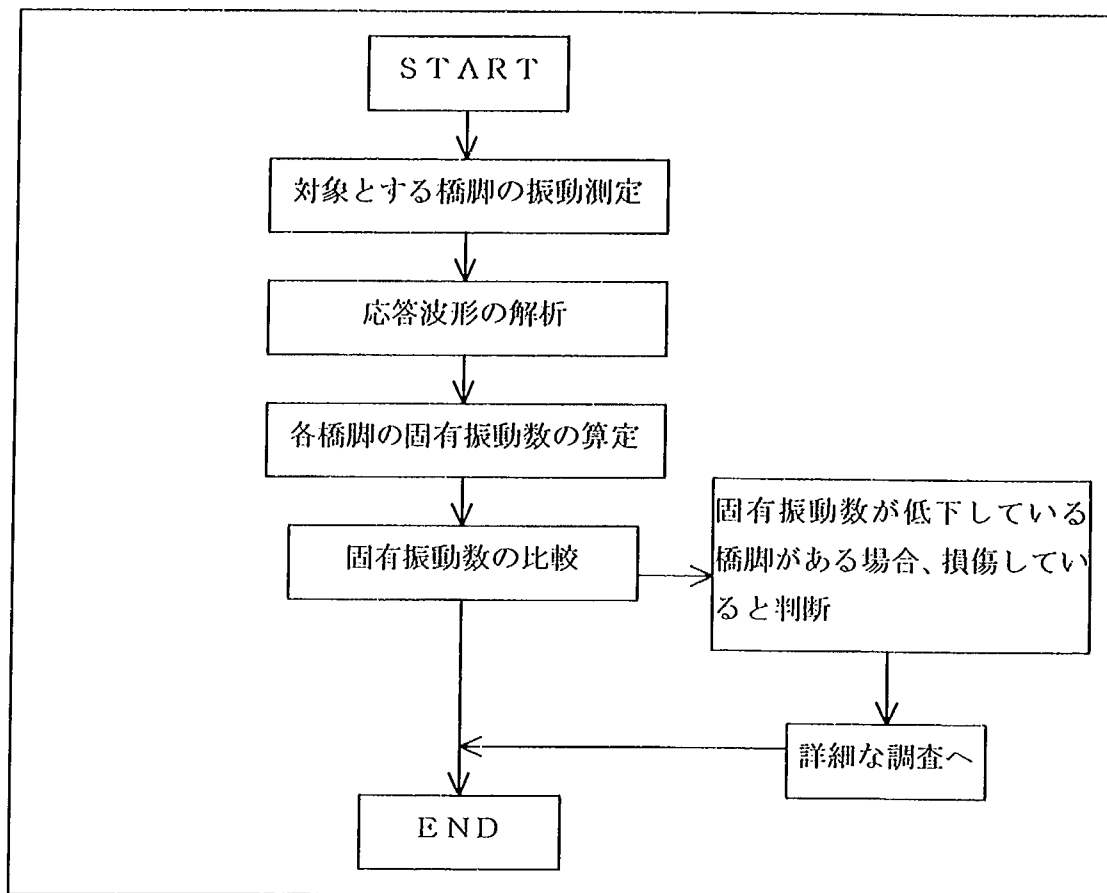 START
対象とする橋脚の振動測定
応答波形の解析
各橋脚の固有振動数の算定
固有振動数の比較
固有振動数が低下している
橋脚がある場合、損傷してい
ると判断
詳細な調査へ
END